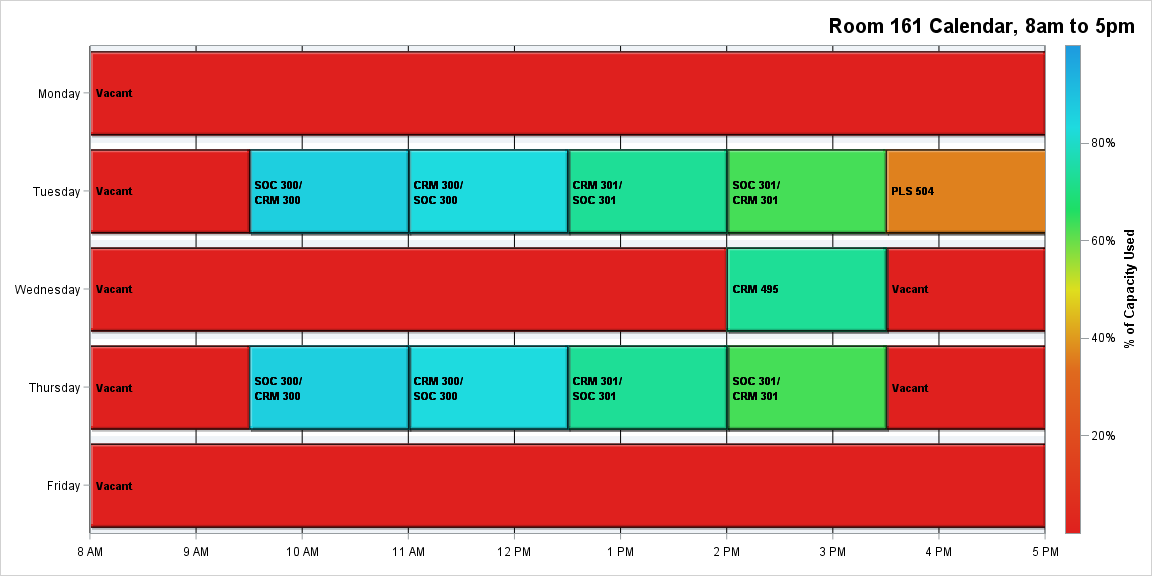 Room 161 Calendar, 8am to 5pm
Monday
Vacant
Tuesday
Vacant
SOC 300/
CRM 300
CRM 300/
SOC 300
CRM 301/
SOC 301
SOC 301/
CRM 301
PLS 504
Wednesday
Vacant
CRM 495
Vacant
Thursday
Vacant
SOC 300/
CRM 300
CRM 300/
SOC 300
CRM 301/
SOC 301
SOC 301/
CRM 301
Vacant
Friday
Vacant
8 AM
9 AM
10 AM
11 AM
12 PM
1 PM
2 PM
3 PM
4 PM
5 PM
80%
60%
40%
20%
% of Capacity Used